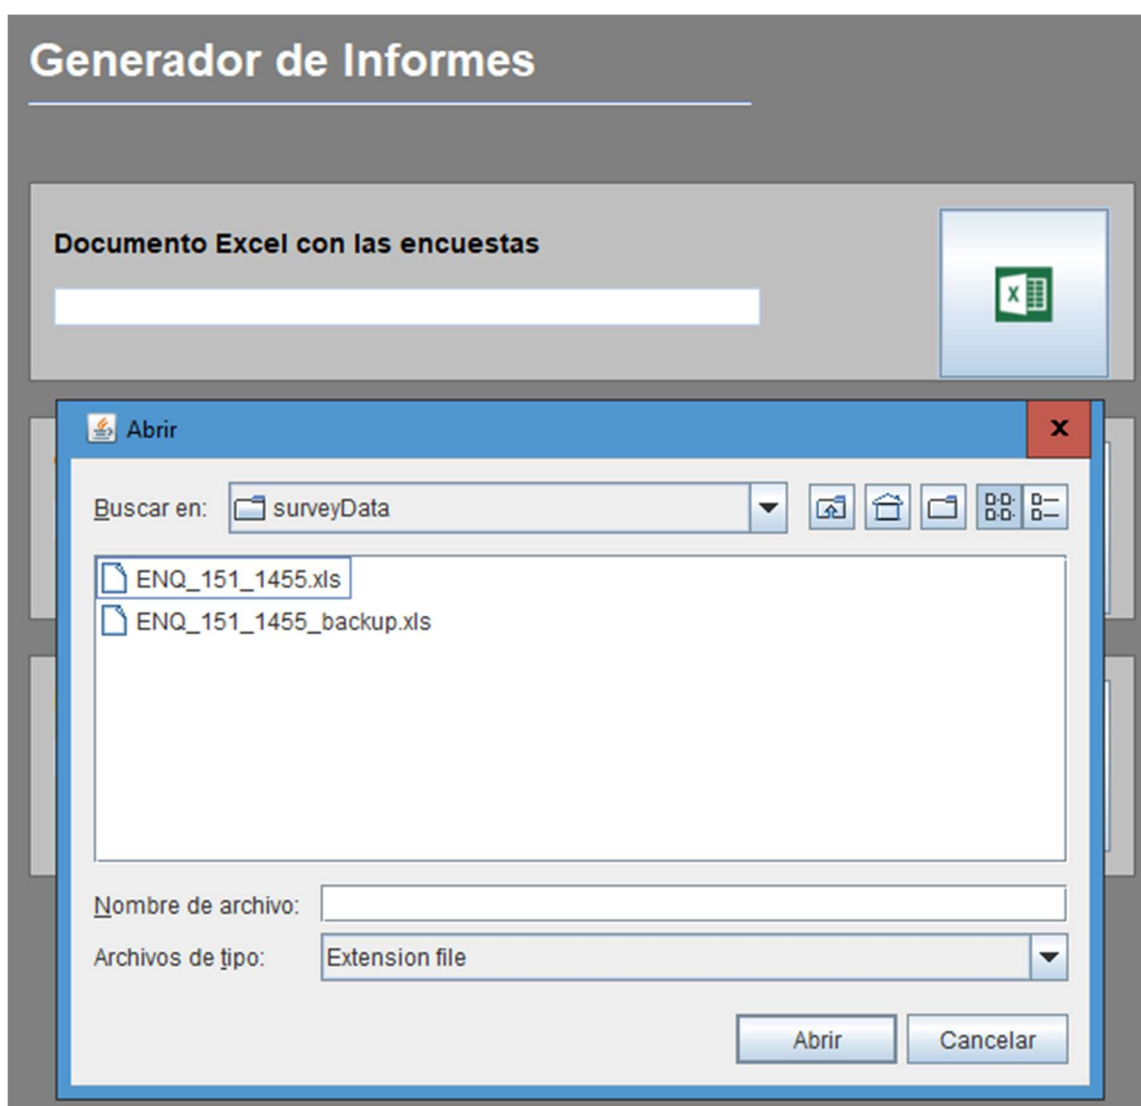 Generador de Informes
Documento Excel con las encuestas
Abrir
Buscar en: surveyData
ENQ_151_1455.xls
ENQ_151_1455_backup.xls
Nombre de archivo:
Archivos de tipo: Extension file
Abrir Cancelar